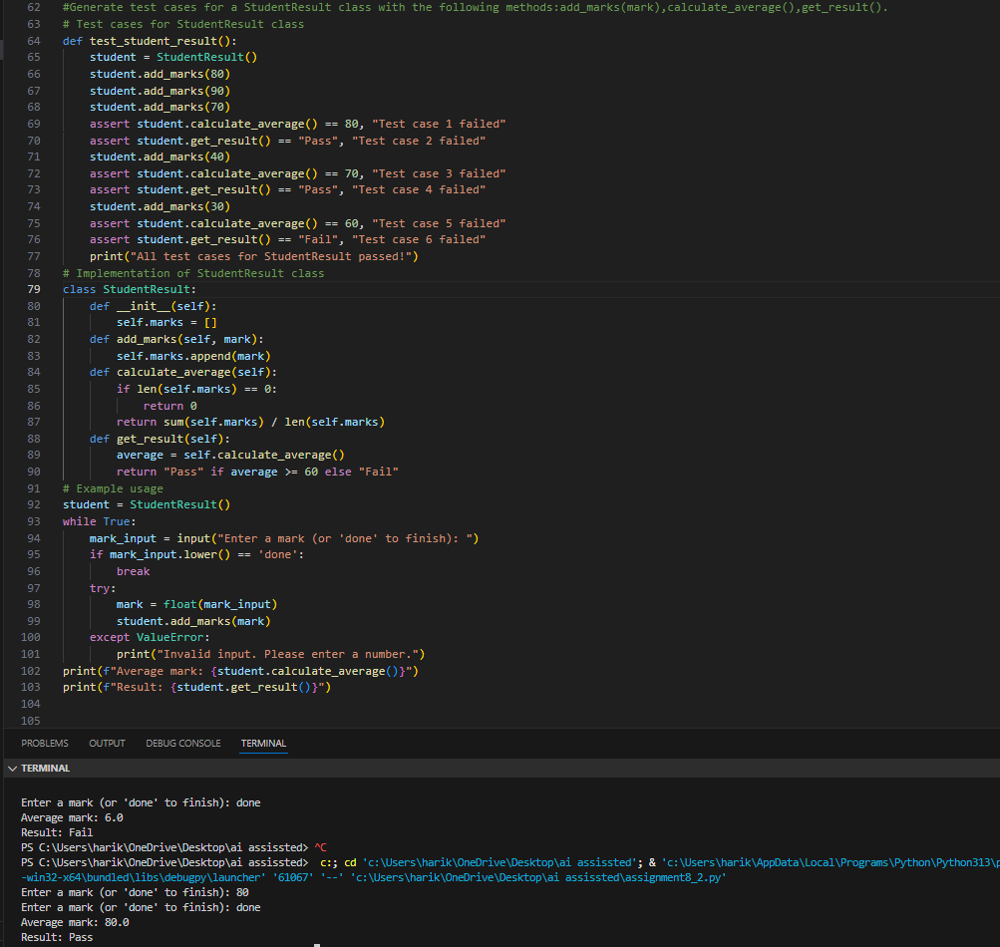 62 #Generate test cases for a StudentResult class with the following methods:add_marks(mark),calculate_average(),get_result().
63 # Test cases for StudentResult class
64 def test_student_result():
65     student = StudentResult()
66     student.add_marks(80)
67     student.add_marks(90)
68     student.add_marks(70)
69     assert student.calculate_average() == 80, "Test case 1 failed"
70     assert student.get_result() == "Pass", "Test case 2 failed"
71     student.add_marks(40)
72     assert student.calculate_average() == 70, "Test case 3 failed"
73     assert student.get_result() == "Pass", "Test case 4 failed"
74     student.add_marks(30)
75     assert student.calculate_average() == 60, "Test case 5 failed"
76     assert student.get_result() == "Fail", "Test case 6 failed"
77     print("All test cases for StudentResult passed!")
78 # Implementation of StudentResult class
79 class StudentResult:
80     def __init__(self):
81         self.marks = []
82     def add_marks(self, mark):
83         self.marks.append(mark)
84     def calculate_average(self):
85         if len(self.marks) == 0:
86             return 0
87         return sum(self.marks) / len(self.marks)
88     def get_result(self):
89         average = self.calculate_average()
90         return "Pass" if average >= 60 else "Fail"
91 # Example usage
92 student = StudentResult()
93 while True:
94     mark_input = input("Enter a mark (or 'done' to finish): ")
95     if mark_input.lower() == 'done':
96         break
97     try:
98         mark = float(mark_input)
99         student.add_marks(mark)
100     except ValueError:
101         print("Invalid input. Please enter a number.")
102 print(f"Average mark: {student.calculate_average()}")
103 print(f"Result: {student.get_result()}")
104
105
PROBLEMS OUTPUT DEBUG CONSOLE TERMINAL
TERMINAL
Enter a mark (or 'done' to finish): done
Average mark: 6.0
Result: Fail
PS C:\Users\harik\OneDrive\Desktop\ai assissted> ^C
PS C:\Users\harik\OneDrive\Desktop\ai assissted> c:; cd 'c:\Users\harik\OneDrive\Desktop\ai assissted'; & 'c:\Users\harik\AppData\Local\Programs\Python\Python313\p
-win32-x64\bundled\libs\debugpy\launcher' '61067' '--' 'c:\Users\harik\OneDrive\Desktop\ai assissted\assignment8_2.py'
Enter a mark (or 'done' to finish): 80
Enter a mark (or 'done' to finish): done
Average mark: 80.0
Result: Pass